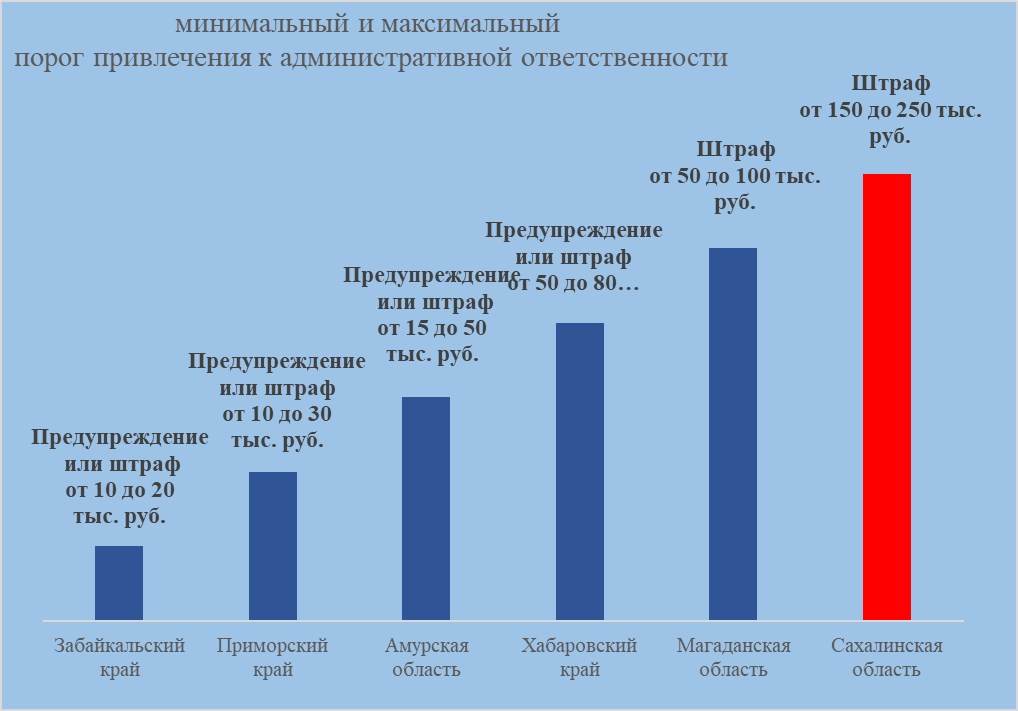 минимальный и максимальный
порог привлечения к административной ответственности
Предупреждение
или штраф
от 10 до 20
тыс. руб.
Предупреждение
или штраф
от 10 до 30
тыс. руб.
Предупреждение
или штраф
от 15 до 50
тыс. руб.
Предупреждение
или штраф
от 50 до 80…
Штраф
от 50 до 100 тыс.
руб.
Штраф
от 150 до 250 тыс.
руб.
Забайкальский
край
Приморский
край
Амурская
область
Хабаровский
край
Магаданская
область
Сахалинская
область